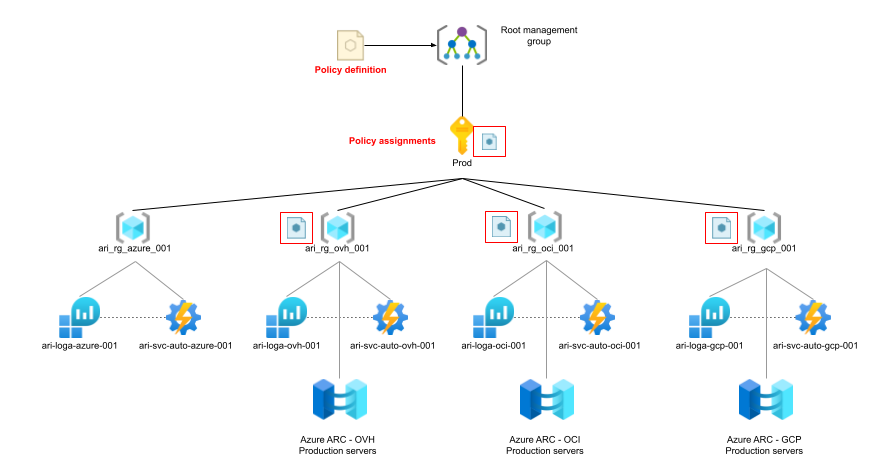 Root management
group
Policy definition
Policy assignments
Prod
ari_rg_azure_001
ari_rg_ovh_001
ari_rg_oci_001
ari_rg_gcp_001
ari-loga-azure-001
ari-svc-auto-azure-001
ari-loga-ovh-001
ari-svc-auto-ovh-001
ari-loga-oci-001
ari-svc-auto-oci-001
ari-loga-gcp-001
ari-svc-auto-gcp-001
Azure ARC - OVH
Production servers
Azure ARC - OCI
Production servers
Azure ARC - GCP
Production servers